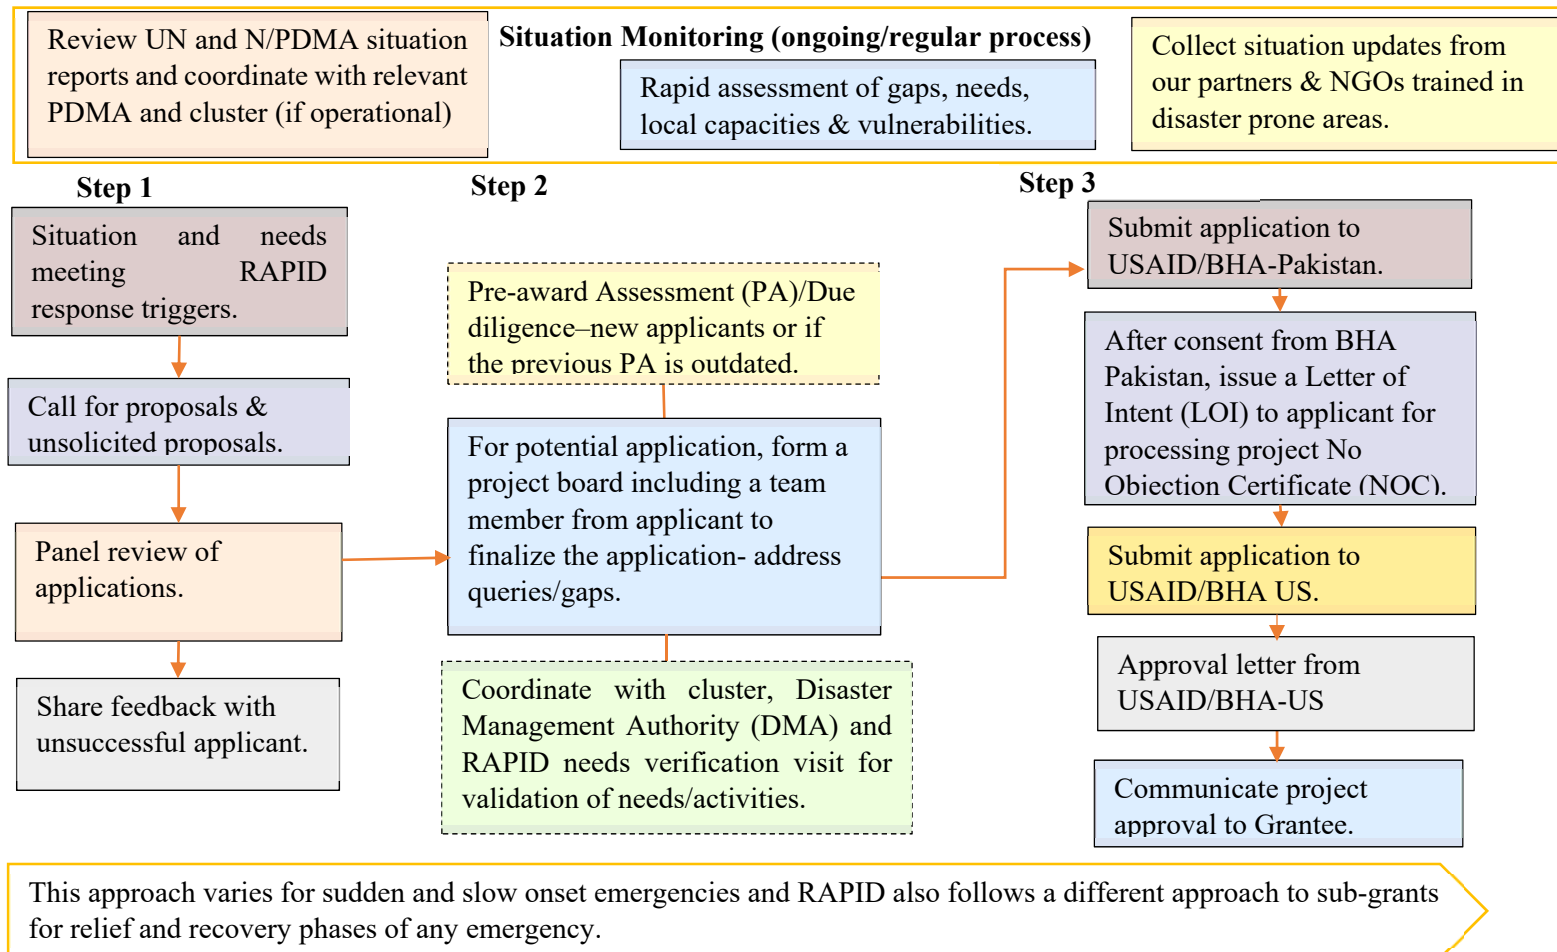 Situation Monitoring (ongoing/regular process)
Review UN and N/PDMA situation
reports and coordinate with relevant
PDMA and cluster (if operational)
Rapid assessment of gaps, needs,
local capacities & vulnerabilities.
Collect situation updates from
our partners & NGOs trained in
disaster prone areas.
Step 1
Situation and needs
meeting RAPID
response triggers.
Call for proposals &
unsolicited proposals.
Panel review of
applications.
Share feedback with
unsuccessful applicant.
Step 2
Pre-award Assessment (PA)/Due
diligence–new applicants or if
the previous PA is outdated.
For potential application, form a
project board including a team
member from applicant to
finalize the application- address
queries/gaps.
Coordinate with cluster, Disaster
Management Authority (DMA) and
RAPID needs verification visit for
validation of needs/activities.
Step 3
Submit application to
USAID/BHA-Pakistan.
After consent from BHA
Pakistan, issue a Letter of
Intent (LOI) to applicant for
processing project No
Objection Certificate (NOC).
Submit application to
USAID/BHA US.
Approval letter from
USAID/BHA-US
Communicate project
approval to Grantee.
This approach varies for sudden and slow onset emergencies and RAPID also follows a different approach to sub-grants
for relief and recovery phases of any emergency.